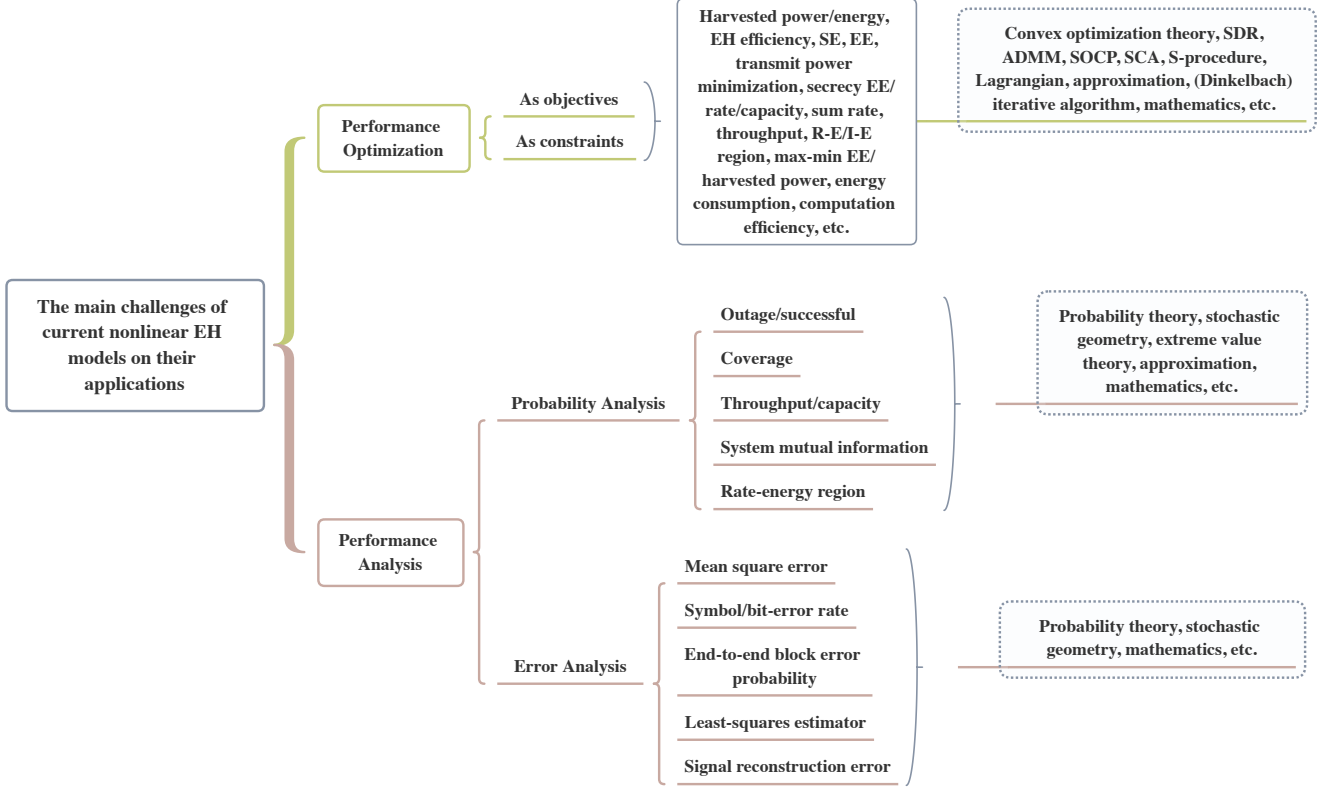 The main challenges of
current nonlinear EH
models on their
applications
Performance
Optimization
As objectives
As constraints
Harvested power/energy,
EH efficiency, SE, EE,
transmit power
minimization, secrecy EE/
rate/capacity, sum rate,
throughput, R-E/I-E
region, max-min EE/
harvested power, energy
consumption, computation
efficiency, etc.
Convex optimization theory, SDR,
ADMM, SOCP, SCA, S-procedure,
Lagrangian, approximation, (Dinkelbach)
iterative algorithm, mathematics, etc.
Performance
Analysis
Probability Analysis
Outage/successful
Coverage
Throughput/capacity
System mutual information
Rate-energy region
Probability theory, stochastic
geometry, extreme value
theory, approximation,
mathematics, etc.
Error Analysis
Mean square error
Symbol/bit-error rate
End-to-end block error
probability
Least-squares estimator
Signal reconstruction error
Probability theory, stochastic
geometry, mathematics, etc.